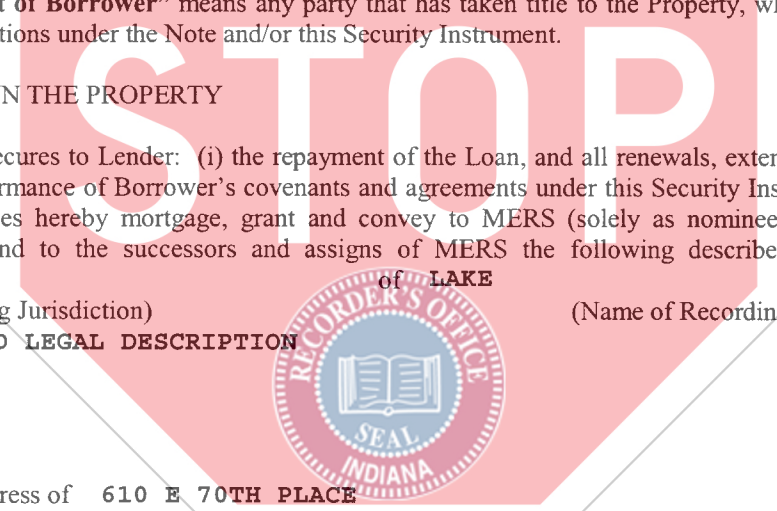 t of Borrower" means any party that has taken title to the Property, wh
tions under the Note and/or this Security Instrument.
N THE PROPERTY
ecures to Lender: (i) the repayment of the Loan, and all renewals, exten
rmance of Borrower's covenants and agreements under this Security Ins
es hereby mortgage, grant and convey to MERS (solely as nominee
nd to the successors and assigns of MERS the following describe
of LAKE
g Jurisdiction) (Name of Recordin
D LEGAL DESCRIPTION
ress of 610 E 70TH PLACE
STOP
RECORDER'S OFFICE
SEAL
INDIANA